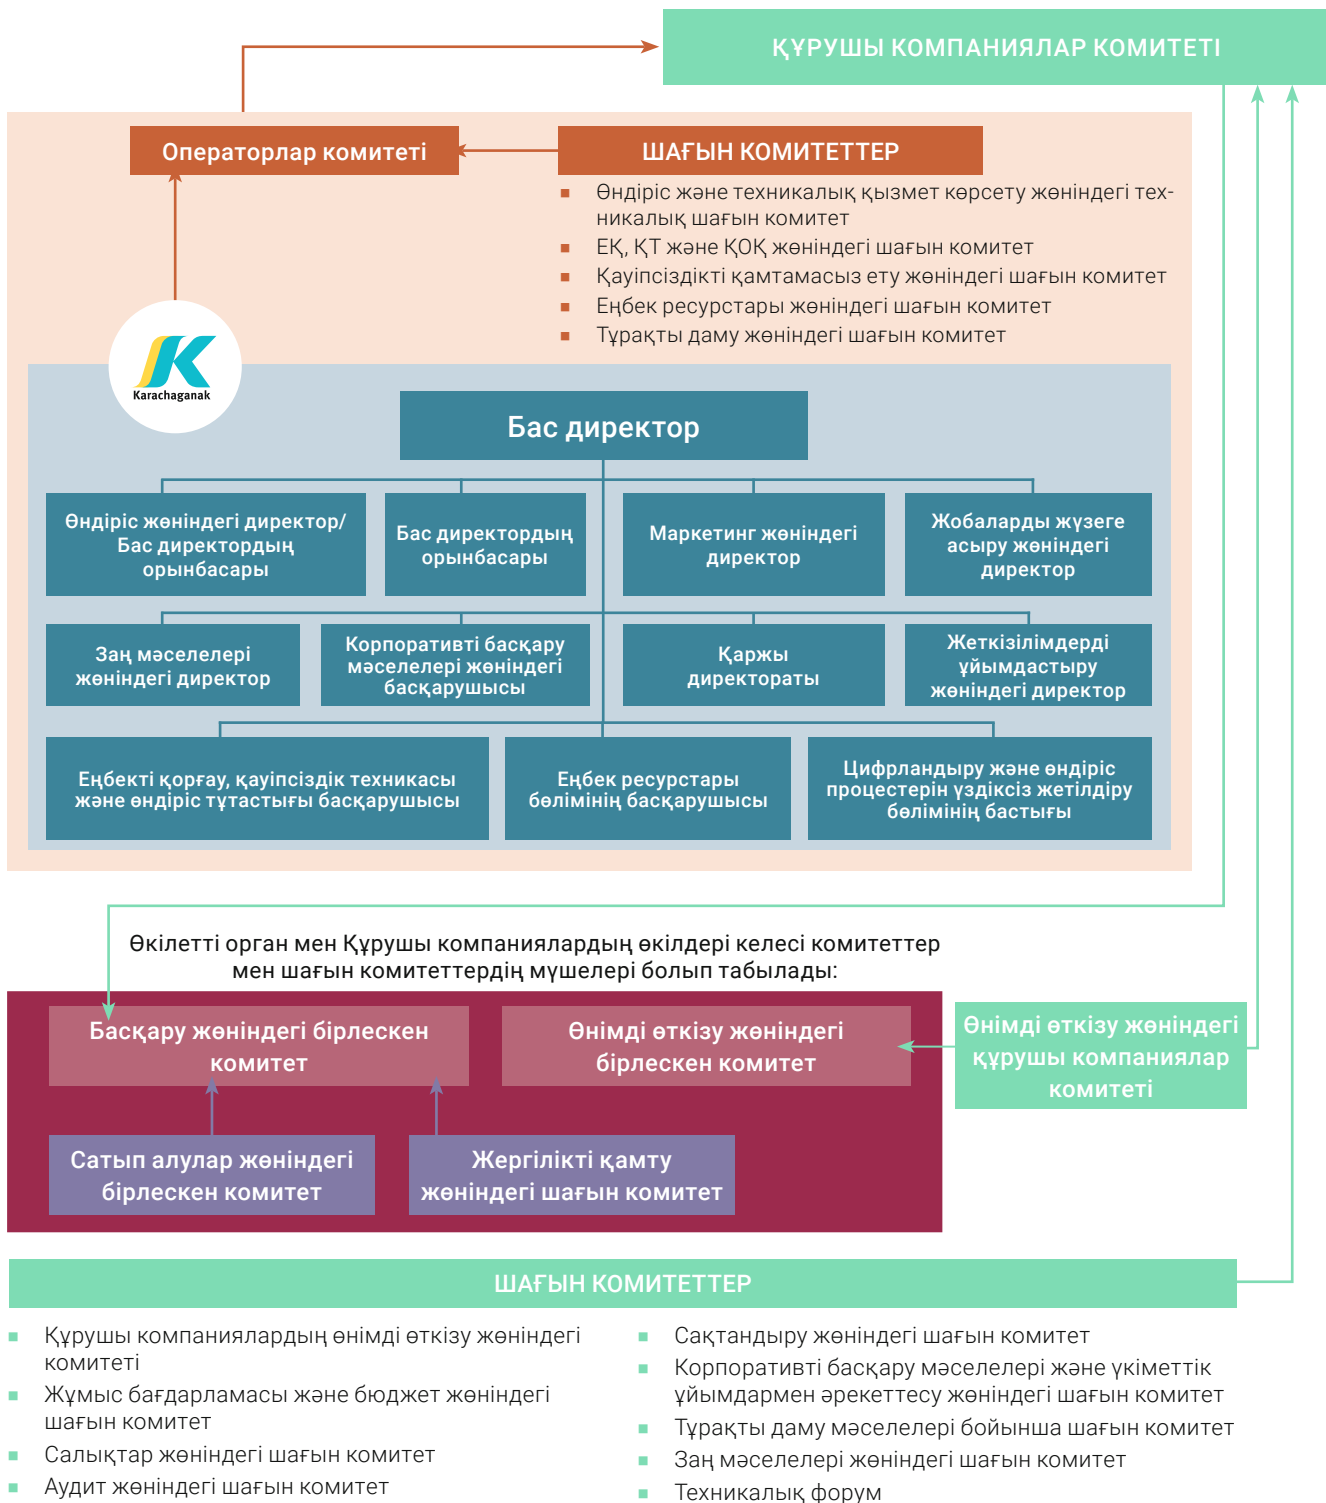 ҚҰРУШЫ КОМПАНИЯЛАР КОМИТЕТІ
Операторлар комитеті
ШАҒЫН КОМИТЕТТЕР
Өндіріс және техникалық қызмет көрсету жөніндегі тех-
никалық шағын комитет
ЕҚ, ҚТ және ҚОҚ жөніндегі шағын комитет
Қауіпсіздікті қамтамасыз ету жөніндегі шағын комитет
Еңбек ресурстары жөніндегі шағын комитет
Тұрақты даму жөніндегі шағын комитет
Karachaganak
Бас директор
Өндіріс жөніндегі директор/
Бас директордың
орынбасары
Бас директордың
орынбасары
Маркетинг жөніндегі
директор
Жобаларды жүзеге
асыру жөніндегі
директор
Заң мәселелері
жөніндегі директор
Корпоративті басқару
мәселелері жөніндегі
басқарушысы
Қаржы
директораты
Жеткізілімдерді
ұйымдастыру
жөніндегі директор
Еңбекті қорғау, қауіпсіздік техникасы
және өндіріс тұтастығы басқарушысы
Еңбек ресурстары
бөлімінің басқарушысы
Цифрландыру және өндіріс
процестерін үздіксіз жетілдіру
бөлімінің бастығы
Өкілетті орган мен Құрушы компаниялардың өкілдері келесі комитеттер
мен шағын комитеттердің мүшелері болып табылады:
Басқару жөніндегі бірлескен
комитет
Өнімді өткізу жөніндегі
бірлескен комитет
Өнімді өткізу жөніндегі
құрушы компаниялар
комитеті
Сатып алулар жөніндегі
бірлескен комитет
Жергілікті қамту
жөніндегі шағын комитет
ШАҒЫН КОМИТЕТТЕР
Құрушы компаниялардың өнімді өткізу жөніндегі
комитеті
Жұмыс бағдарламасы және бюджет жөніндегі
шағын комитет
Салықтар жөніндегі шағын комитет
Аудит жөніндегі шағын комитет
Сақтандыру жөніндегі шағын комитет
Корпоративті басқару мәселелері және үкіметтік
ұйымдармен әрекеттесу жөніндегі шағын комитет
Тұрақты даму мәселелері бойынша шағын комитет
Заң мәселелері жөніндегі шағын комитет
Техникалық форум